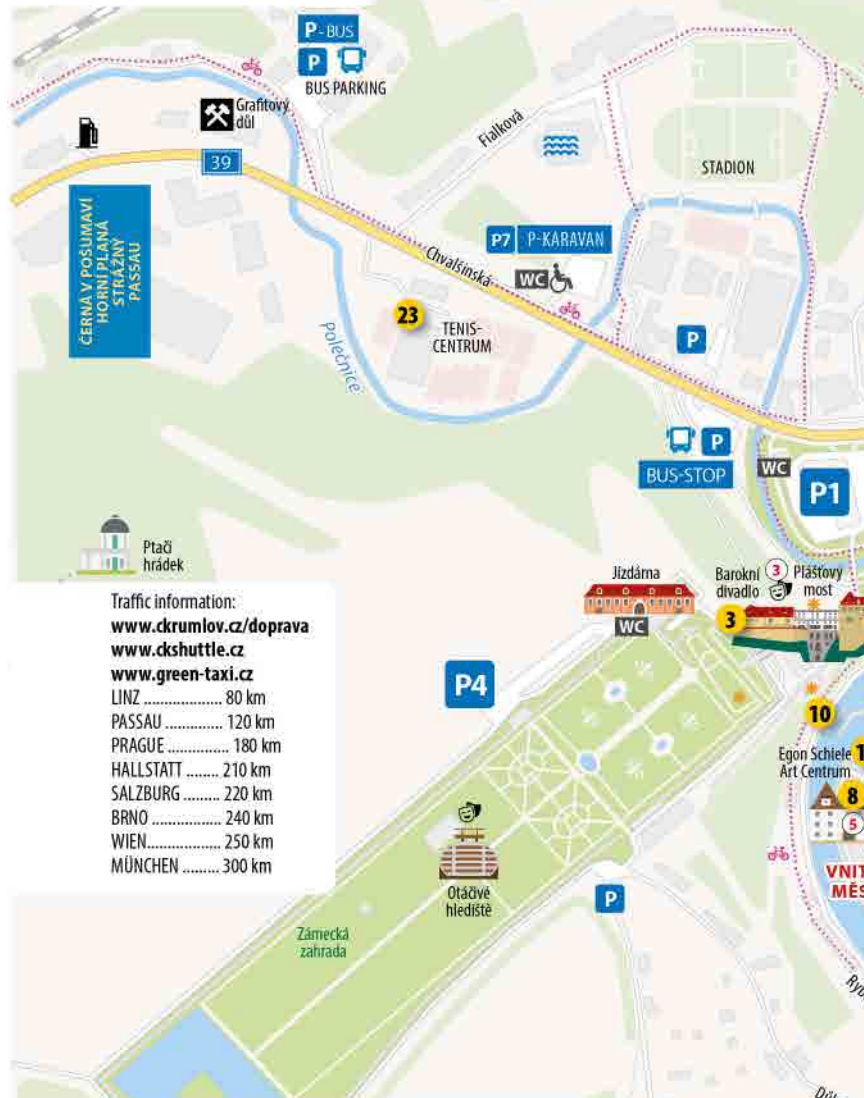 P-BUS
P
BUS PARKING
Grafitový
důl
39
ČERNÁ V POŠUMAVÍ
HORNÍ PLANÁ
STRÁŽNÝ
PASSAU
Fialková
STADION
P7
P-KARAVAN
WC
Chvalšinská
23
TENIS-
CENTRUM
Polečnice
P
P
BUS-STOP
WC
P1
Ptačí
hrádek
Jízdárna
WC
Barokní
divadlo
3
Plášťový
most
3
Traffic information:
www.ckrumlov.cz/doprava
www.ckshuttle.cz
www.green-taxi.cz
LINZ ................... 80 km
PASSAU .............. 120 km
PRAGUE ............... 180 km
HALLSTATT ........ 210 km
SALZBURG ......... 220 km
BRNO .................. 240 km
WIEN................... 250 km
MÜNCHEN ......... 300 km
P4
10
Egon Schiele
Art Centrum
1
8
5
VNIT
MĚS
Otáčivé
hlediště
P
Zámecká
zahrada
Ryb